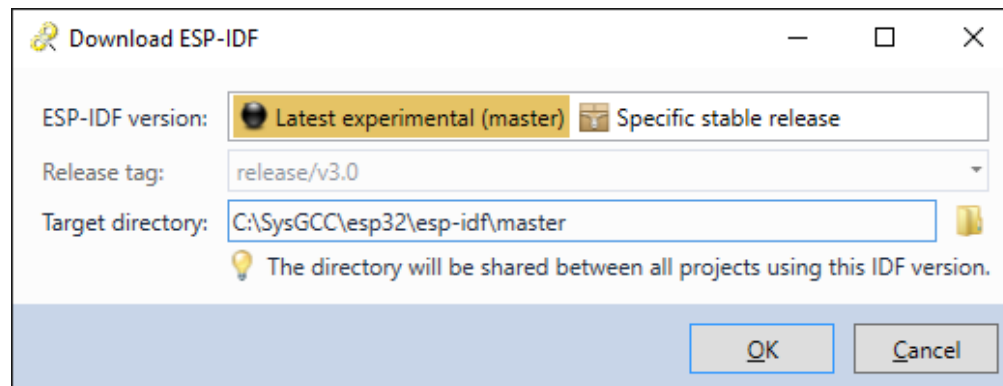 Download ESP-IDF
ESP-IDF version: Latest experimental (master) Specific stable release
Release tag: release/v3.0
Target directory: C:\SysGCC\esp32\esp-idf\master
The directory will be shared between all projects using this IDF version.
OK Cancel